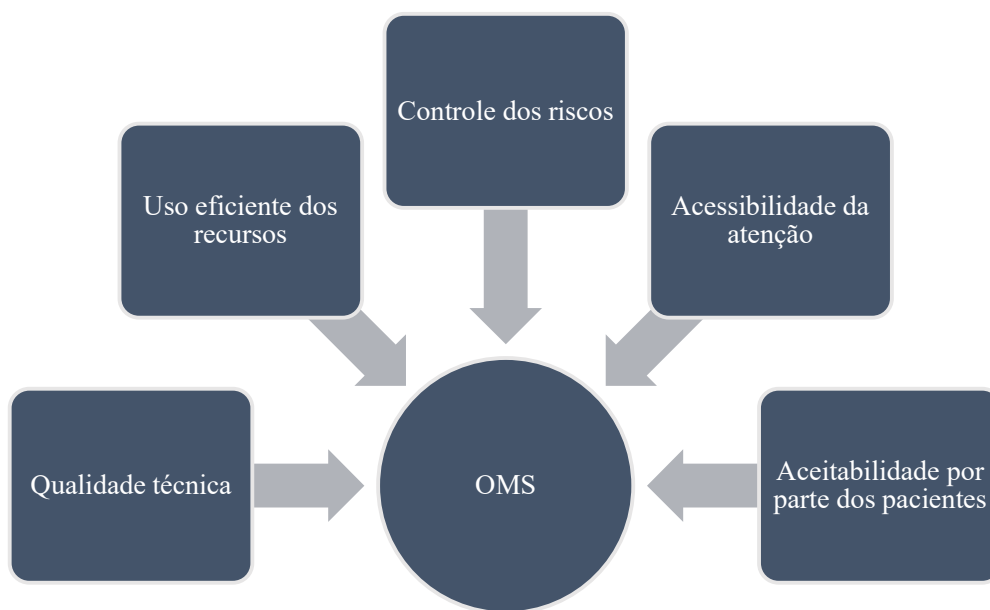 Controle dos riscos
Uso eficiente dos
recursos
Acessibilidade da
atenção
Qualidade técnica
OMS
Aceitabilidade por
parte dos pacientes